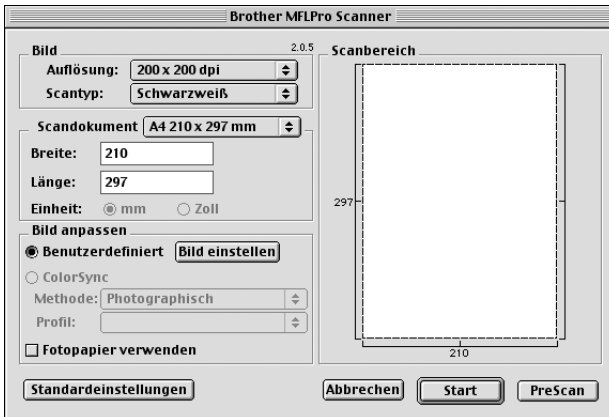 Brother MFLPro Scanner
Bild
2.0.5
Auflösung: 200 x 200 dpi
Scantyp: Schwarzweiß
Scandokument A4 210 x 297 mm
Breite: 210
Länge: 297
Einheit: mm Zoll
Bild anpassen
Benutzerdefiniert Bild einstellen
ColorSync
Methode: Photographisch
Profil:
Fotopapier verwenden
Scanbereich
297
210
Standardeinstellungen Abbrechen Start PreScan